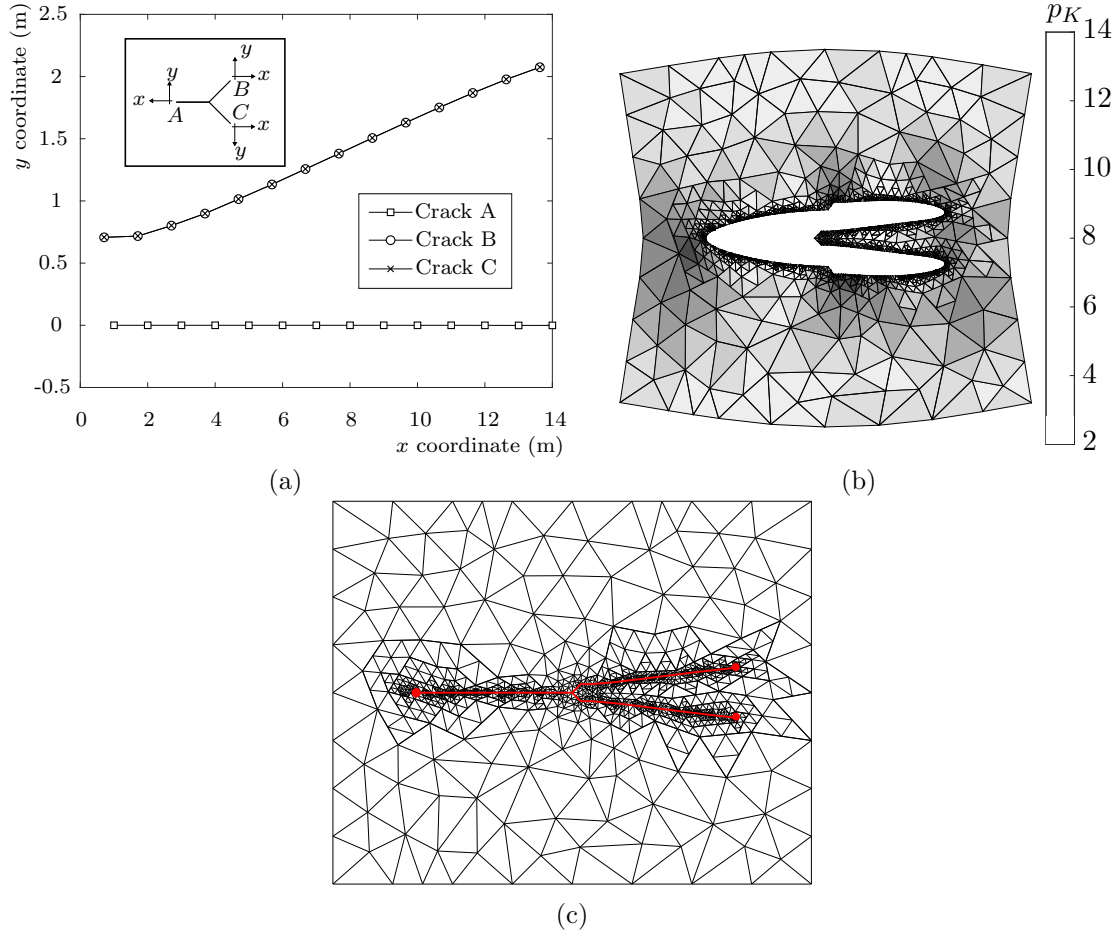 2.5
2
1.5
1
0.5
0
-0.5
y coordinate (m)
y
x
A
y
x
B
C
x
y
Crack A
Crack B
Crack C
0 2 4 6 8 10 12 14
x coordinate (m)
(a)
pK
14
12
10
8
6
4
2
(b)
(c)